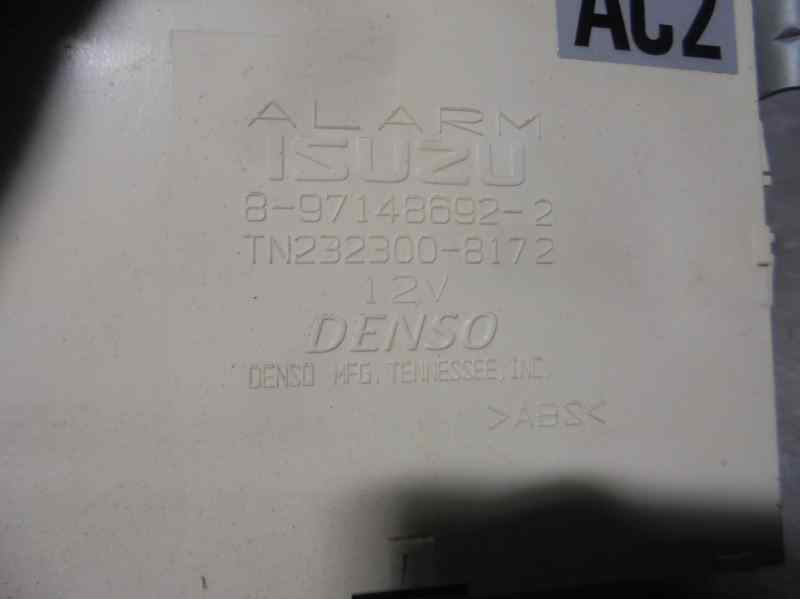 AC2
ALARM
ISUZU
8-97148692-2
TN232300-8172
12V
DENSO
DENSO MFG. TENNESSEE, INC.
>ABS<